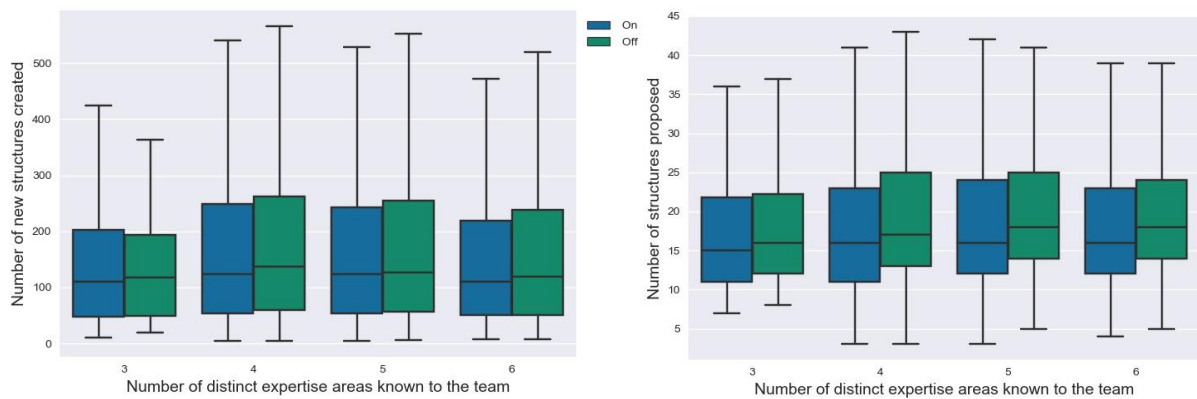 Number of new structures created
500
400
300
200
100
0
3 4 5 6
Number of distinct expertise areas known to the team
On
Off
Number of structures proposed
45
40
35
30
25
20
15
10
5
3 4 5 6
Number of distinct expertise areas known to the team